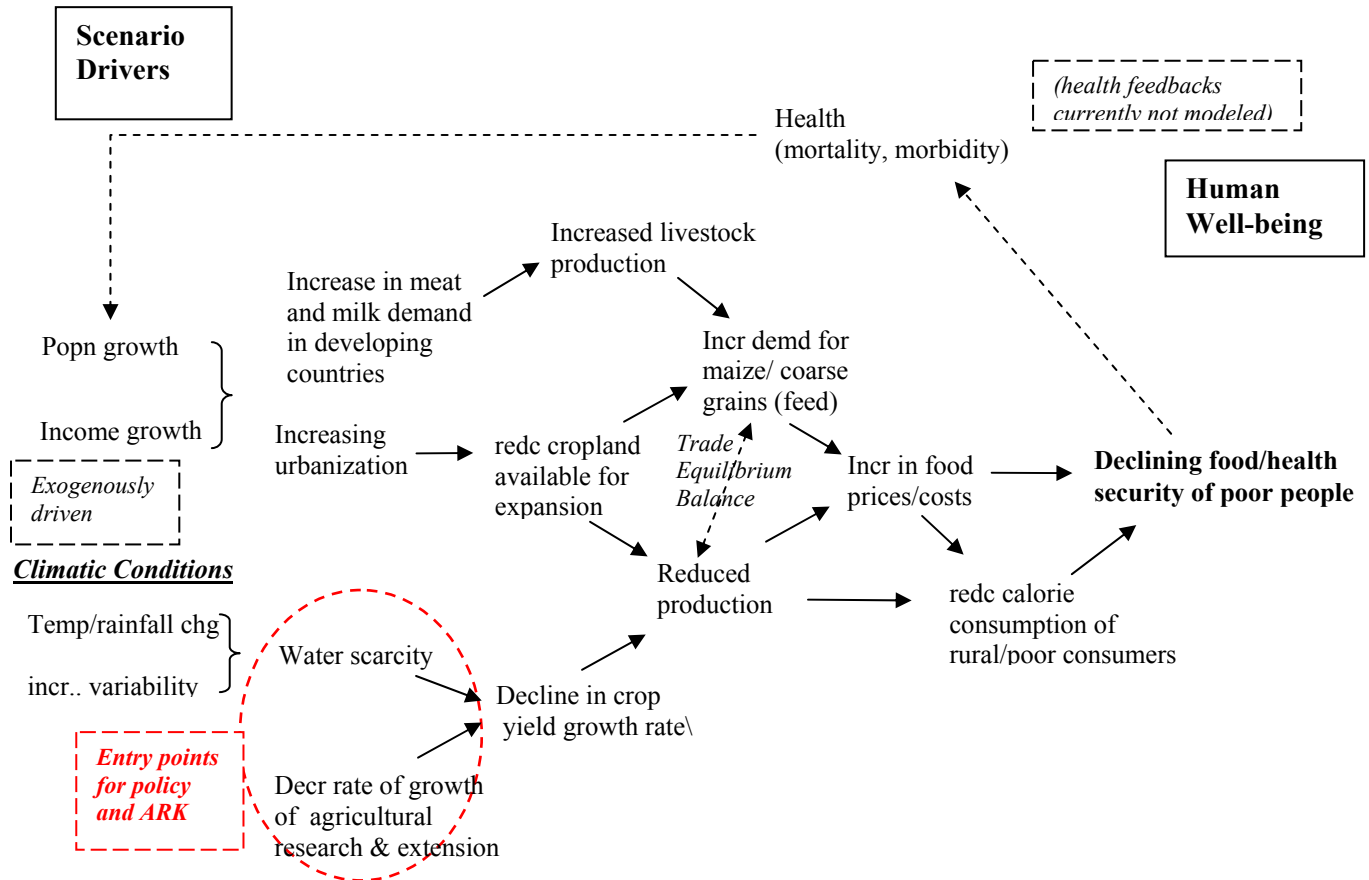 Scenario
Drivers
(health feedbacks
currently not modeled)
Health
(mortality, morbidity)
Human
Well-being
Increased livestock
production
Increase in meat
and milk demand
in developing
countries
Popn growth
Income growth
Incr demd for
maize/ coarse
grains (feed)
Increasing
urbanization
redc cropland
available for
expansion
Trade
Equilibrium
Balance
Incr in food
prices/costs
Declining food/health
security of poor people
Exogenously
driven
Climatic Conditions
Temp/rainfall chg
incr.. variability
Water scarcity
Reduced
production
redc calorie
consumption of
rural/poor consumers
Decline in crop
yield growth rate\
Entry points
for policy
and ARK
Decr rate of growth
of agricultural
research & extension